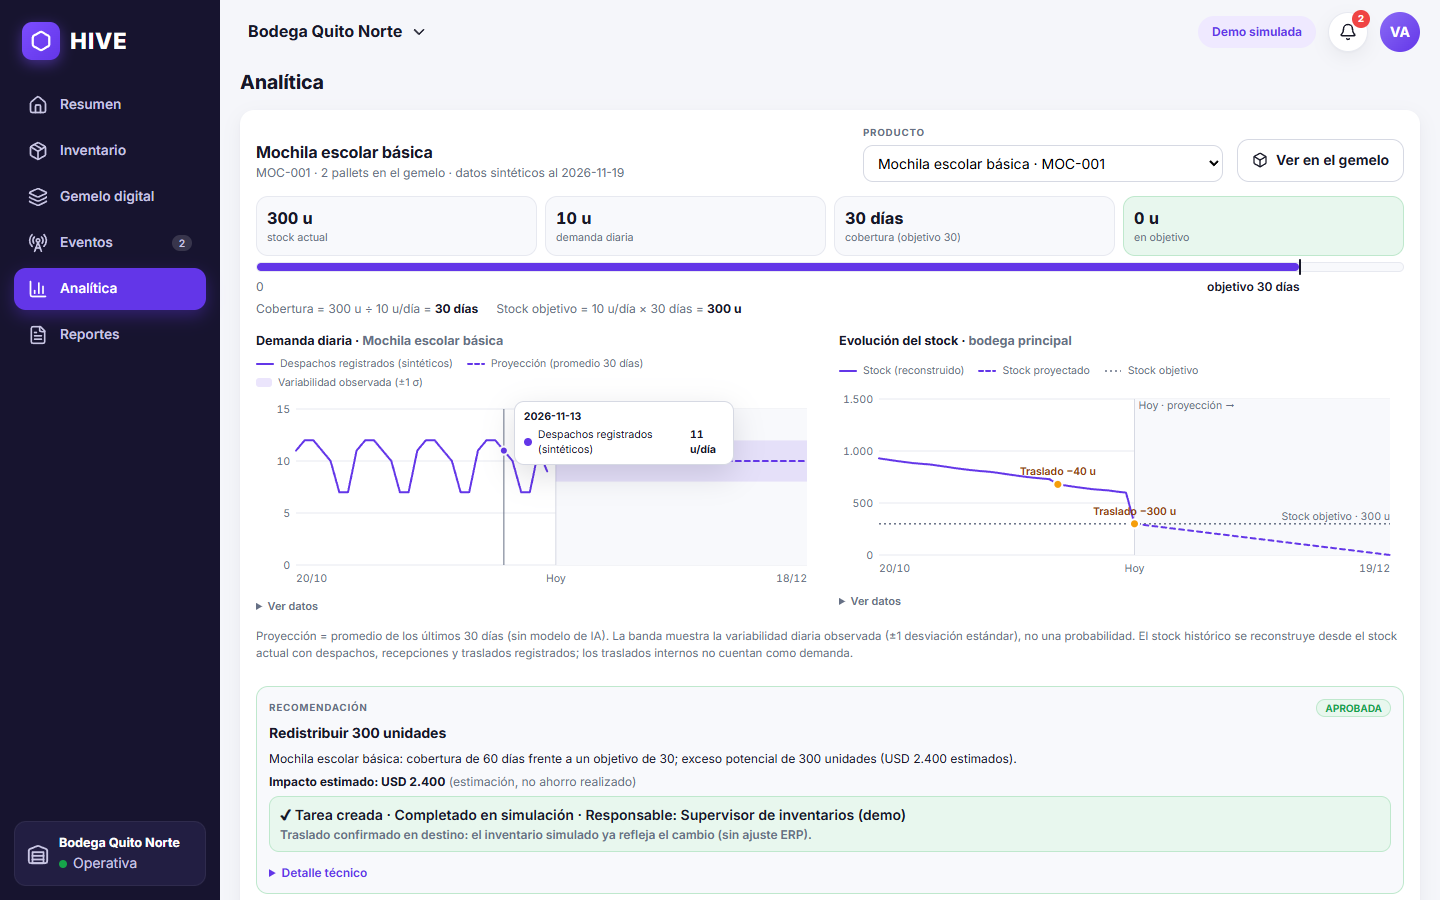 HIVE
Resumen
Inventario
Gemelo digital
Eventos
2
Analítica
Reportes
Bodega Quito Norte
Operativa
Bodega Quito Norte
Demo simulada
2
VA
Analítica
Mochila escolar básica
MOC-001 · 2 pallets en el gemelo · datos sintéticos al 2026-11-19
PRODUCTO
Mochila escolar básica · MOC-001
Ver en el gemelo
300 u
stock actual
10 u
demanda diaria
30 días
cobertura (objetivo 30)
0 u
en objetivo
0
objetivo 30 días
Cobertura = 300 u ÷ 10 u/día = 30 días
Stock objetivo = 10 u/día × 30 días = 300 u
Demanda diaria · Mochila escolar básica
Despachos registrados (sintéticos)
Proyección (promedio 30 días)
Variabilidad observada (±1 σ)
15
10
5
0
20/10
Hoy
18/12
2026-11-13
Despachos registrados (sintéticos)
11 u/día
Ver datos
Evolución del stock · bodega principal
Stock (reconstruido)
Stock proyectado
Stock objetivo
1.500
1.000
500
0
Hoy · proyección →
Traslado −40 u
Traslado −300 u
Stock objetivo · 300 u
20/10
Hoy
19/12
Ver datos
Proyección = promedio de los últimos 30 días (sin modelo de IA). La banda muestra la variabilidad diaria observada (±1 desviación estándar), no una probabilidad. El stock histórico se reconstruye desde el stock
actual con despachos, recepciones y traslados registrados; los traslados internos no cuentan como demanda.
RECOMENDACIÓN
APROBADA
Redistribuir 300 unidades
Mochila escolar básica: cobertura de 60 días frente a un objetivo de 30; exceso potencial de 300 unidades (USD 2.400 estimados).
Impacto estimado: USD 2.400 (estimación, no ahorro realizado)
✓ Tarea creada · Completado en simulación · Responsable: Supervisor de inventarios (demo)
Traslado confirmado en destino: el inventario simulado ya refleja el cambio (sin ajuste ERP).
Detalle técnico